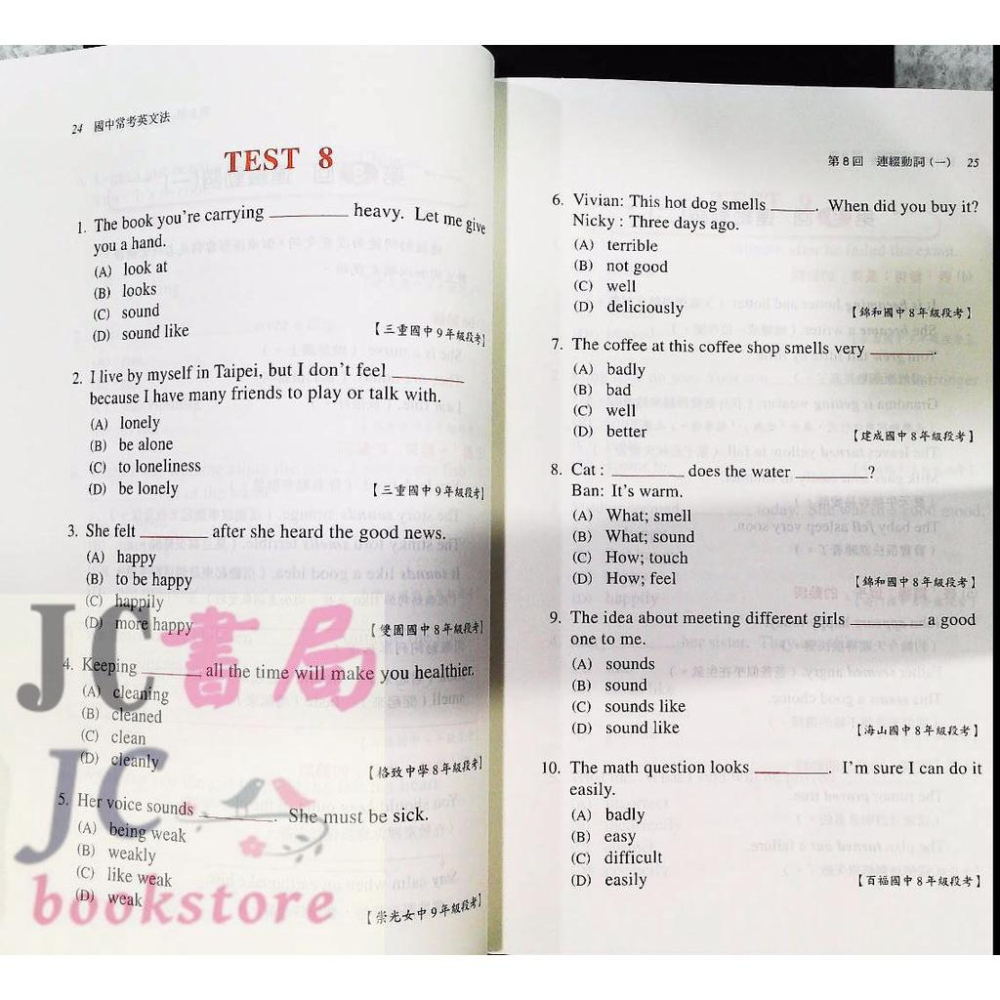 24 國中常考英文法
TEST 8
1. The book you're carrying ________ heavy. Let me give
you a hand.
(A) look at
(B) looks
(C) sound
(D) sound like
【三重國中9年級段考】
2. I live by myself in Taipei, but I don't feel ________
because I have many friends to play or talk with.
(A) lonely
(B) be alone
(C) to loneliness
(D) be lonely
【三重國中9年級段考】
3. She felt ________ after she heard the good news.
(A) happy
(B) to be happy
(C) happily
(D) more happy
【雙園國中8年級段考】
4. Keeping ________ all the time will make you healthier.
(A) cleaning
(B) cleaned
(C) clean
(D) cleanly
【格致中學8年級段考】
5. Her voice sounds ________. She must be sick.
(A) being weak
(B) weakly
(C) like weak
(D) weak
【崇光女中9年級段考】
第8回 連綴動詞(一) 25
6. Vivian: This hot dog smells ________. When did you buy it?
Nicky : Three days ago.
(A) terrible
(B) not good
(C) well
(D) deliciously
【錦和國中8年級段考】
7. The coffee at this coffee shop smells very ________.
(A) badly
(B) bad
(C) well
(D) better
【建成國中8年級段考】
8. Cat : ________ does the water ________?
Ban: It's warm.
(A) What; smell
(B) What; sound
(C) How; touch
(D) How; feel
【錦和國中8年級段考】
9. The idea about meeting different girls ________ a good
one to me.
(A) sounds
(B) sound
(C) sounds like
(D) sound like
【海山國中8年級段考】
10. The math question looks ________. I'm sure I can do it
easily.
(A) badly
(B) easy
(C) difficult
(D) easily
【百福國中8年級段考】
JC書局
JC
bookstore